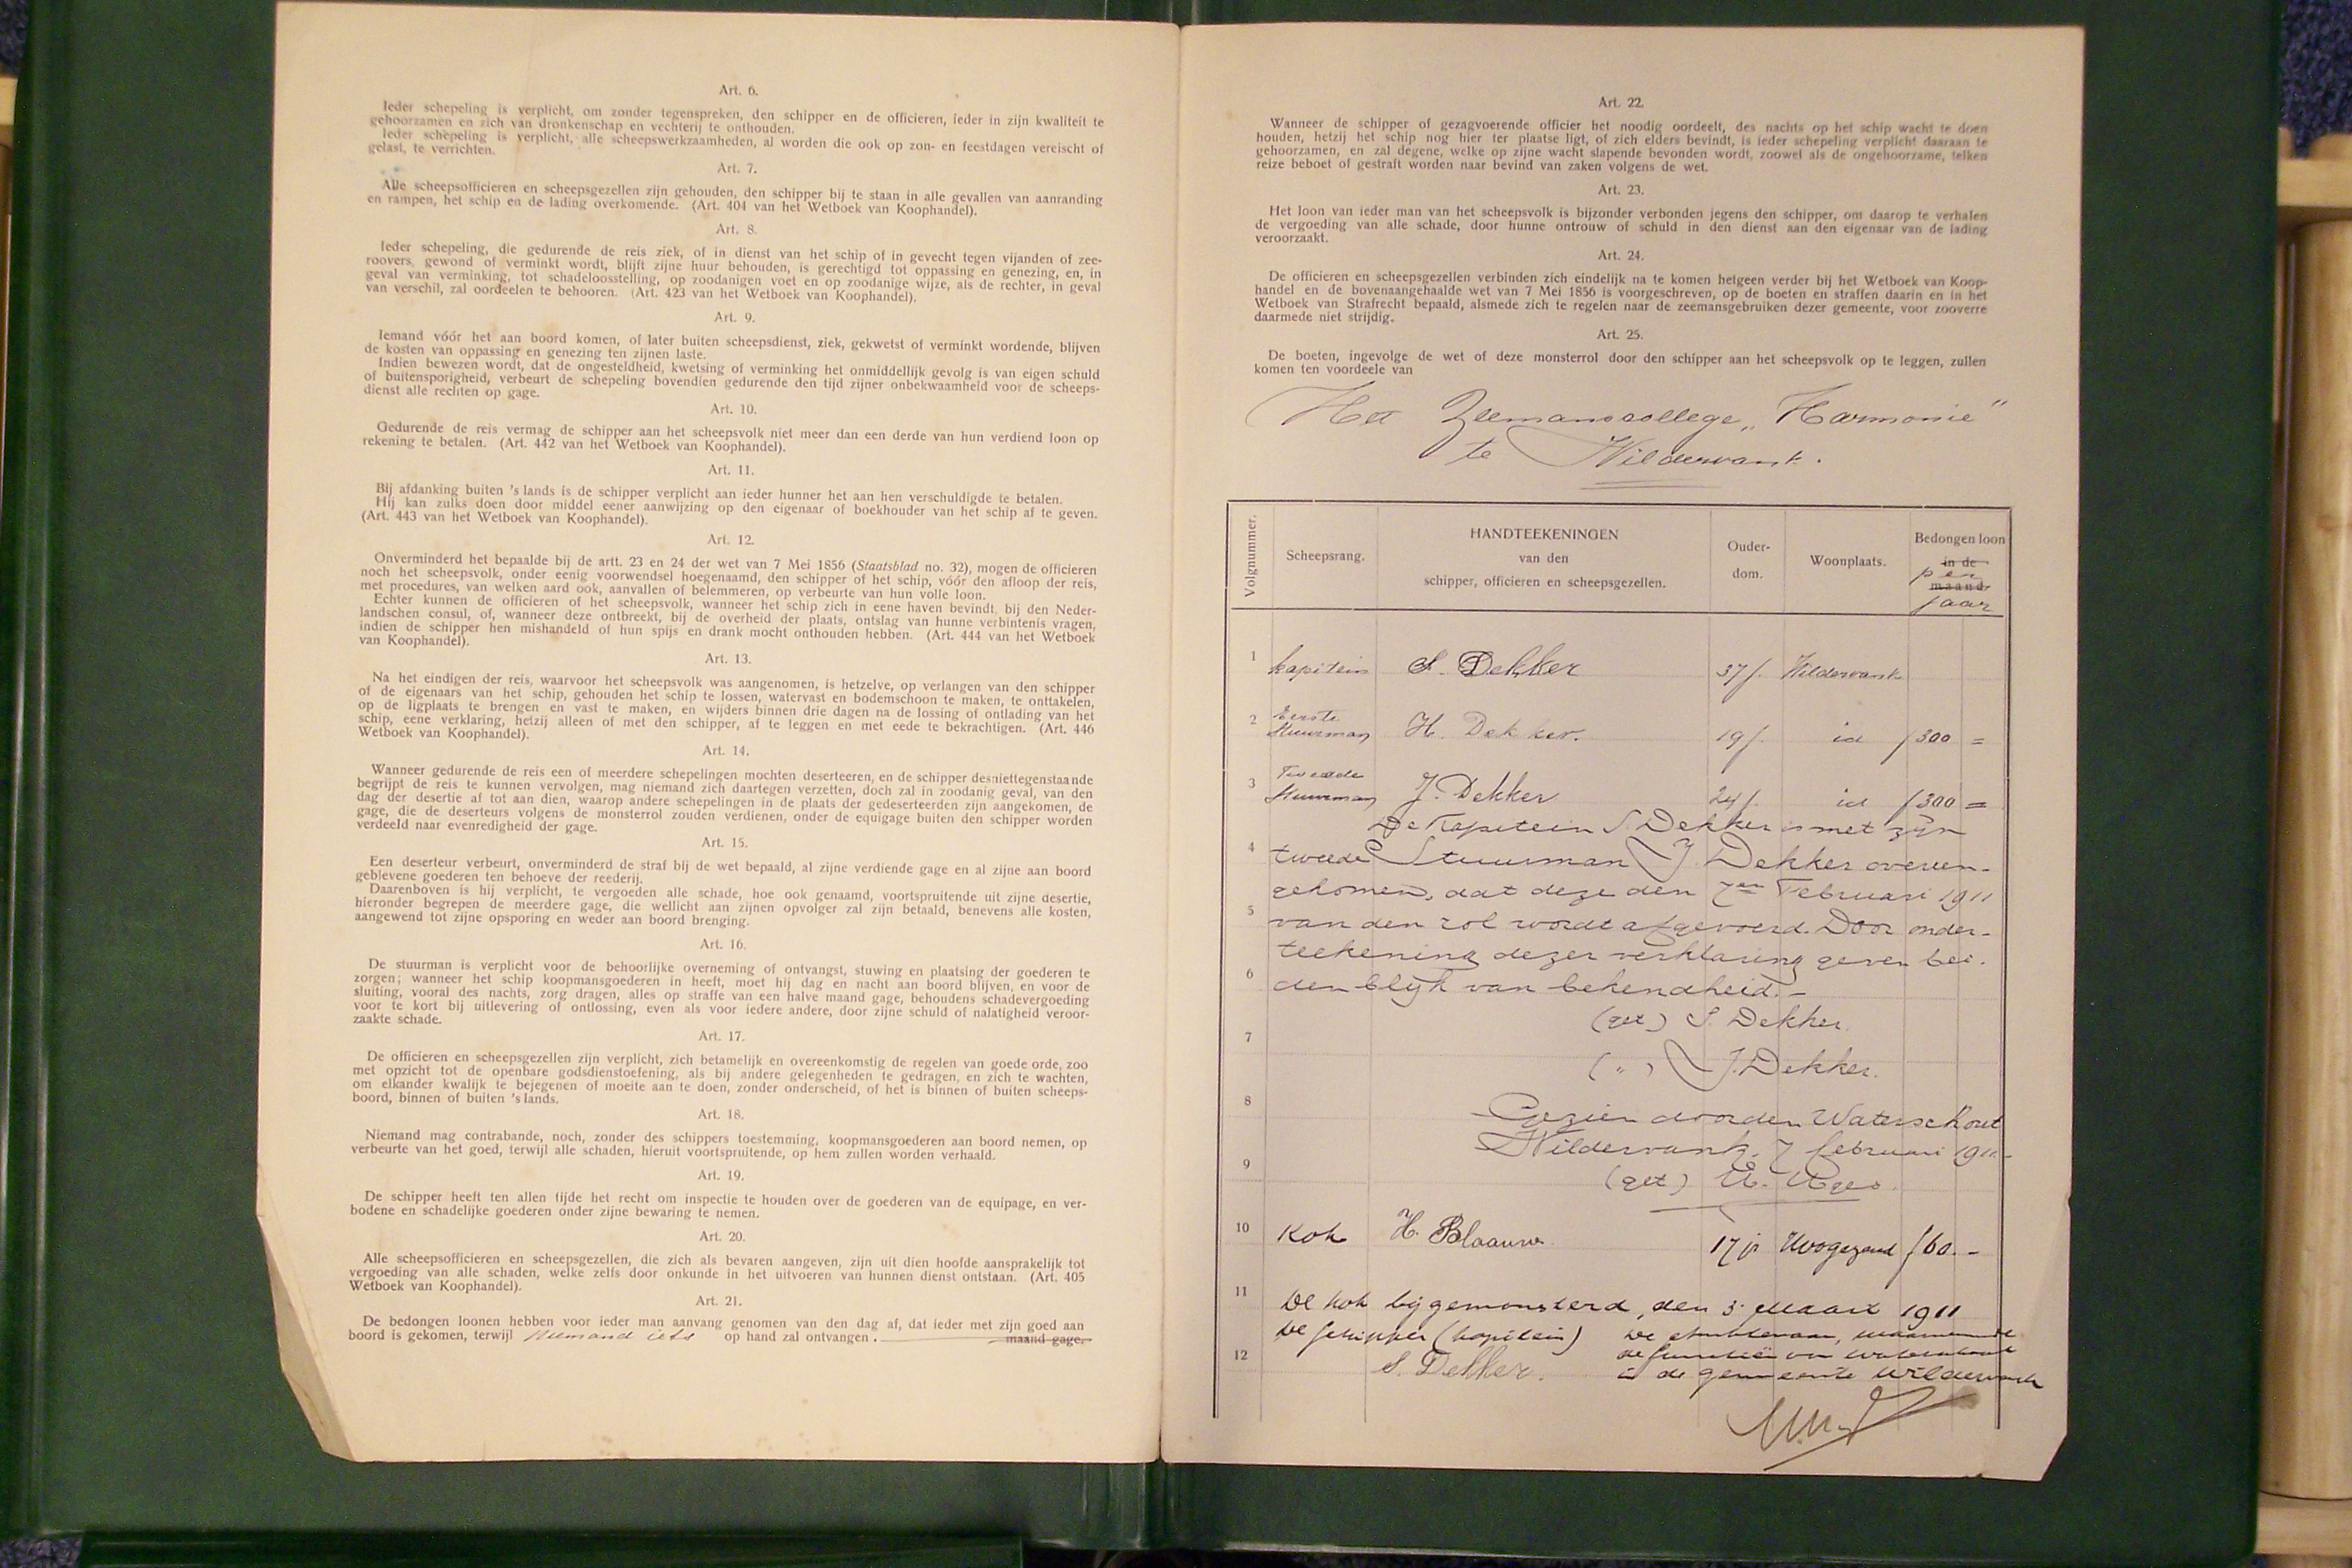 Art. 6.
Ieder schepeling is verplicht, om zonder tegenspreken, den schipper en de officieren, ieder in zijn kwaliteit te
gehoorzamen en zich van dronkenschap en vechterij te onthouden.
Ieder schepeling is verplicht, alle scheepswerkzaamheden, al worden die ook op zon- en feestdagen vereischt of
gelast, te verrichten.
Art. 7.
Alle scheepsofficieren en scheepsgezellen zijn gehouden, den schipper bij te staan in alle gevallen van aanranding
en rampen, het schip en de lading overkomende. (Art. 404 van het Wetboek van Koophandel).
Art. 8.
Ieder schepeling, die gedurende de reis ziek, of in dienst van het schip of in gevecht tegen vijanden of zee-
roovers, gewond of verminkt wordt, blijft zijne huur behouden, is gerechtigd tot oppassing en genezing, en, in
geval van verminking, tot schadeloosstelling, op zoodanigen voet en op zoodanige wijze, als de rechter, in geval
van verschil, zal oordeelen te behooren. (Art. 423 van het Wetboek van Koophandel).
Art. 9.
Iemand vóór het aan boord komen, of later buiten scheepsdienst, ziek, gekwetst of verminkt wordende, blijven
de kosten van oppassing en genezing ten zijnen laste.
Indien bewezen wordt, dat de ongesteldheid, kwetsing of verminking het onmiddellijk gevolg is van eigen schuld
of buitensporigheid, verbeurt de schepeling bovendien gedurende den tijd zijner onbekwaamheid voor de scheeps-
dienst alle rechten op gage.
Art. 10.
Gedurende de reis vermag de schipper aan het scheepsvolk niet meer dan een derde van hun verdiend loon op
rekening te betalen. (Art. 442 van het Wetboek van Koophandel).
Art. 11.
Bij afdanking buiten 's lands is de schipper verplicht aan ieder hunner het aan hen verschuldigde te betalen.
Hij kan zulks doen door middel eener aanwijzing op den eigenaar of boekhouder van het schip af te geven.
(Art. 443 van het Wetboek van Koophandel).
Art. 12.
Onverminderd het bepaalde bij de artt. 23 en 24 der wet van 7 Mei 1856 (Staatsblad no. 32), mogen de officieren
noch het scheepsvolk, onder eenig voorwendsel hoegenaamd, den schipper of het schip, vóór den afloop der reis,
met procedures, van welken aard ook, aanvallen of belemmeren, op verbeurte van hun volle loon.
Echter kunnen de officieren of het scheepsvolk, wanneer het schip zich in eene haven bevindt, bij den Neder-
landschen consul, of, wanneer deze ontbreekt, bij de overheid der plaats, ontslag van hunne verbintenis vragen,
indien de schipper hen mishandeld of hun spijs en drank mocht onthouden hebben. (Art. 444 van het Wetboek
van Koophandel).
Art. 13.
Na het eindigen der reis, waarvoor het scheepsvolk was aangenomen, is hetzelve, op verlangen van den schipper
of de eigenaars van het schip, gehouden het schip te lossen, watervast en bodemschoon te maken, te onttakelen,
op de ligplaats te brengen en vast te maken, en wijders binnen drie dagen na de lossing of ontlading van het
schip, eene verklaring, hetzij alleen of met den schipper, af te leggen en met eede te bekrachtigen. (Art. 446
Wetboek van Koophandel).
Art. 14.
Wanneer gedurende de reis een of meerdere schepelingen mochten deserteeren, en de schipper desniettegenstaande
begrijpt de reis te kunnen vervolgen, mag niemand zich daartegen verzetten, doch zal in zoodanig geval, van den
dag der desertie af tot aan dien, waarop andere schepelingen in de plaats der gedeserteerden zijn aangekomen, de
gage, die de deserteurs volgens de monsterrol zouden verdienen, onder de equigage buiten den schipper worden
verdeeld naar evenredigheid der gage.
Art. 15.
Een deserteur verbeurt, onverminderd de straf bij de wet bepaald, al zijne verdiende gage en al zijne aan boord
geblevene goederen ten behoeve der reederij.
Daarenboven is hij verplicht, te vergoeden alle schade, hoe ook genaamd, voortspruitende uit zijne desertie,
hieronder begrepen de meerdere gage, die wellicht aan zijnen opvolger zal zijn betaald, benevens alle kosten,
aangewend tot zijne opsporing en weder aan boord brenging.
Art. 16.
De stuurman is verplicht voor de behoorlijke overneming of ontvangst, stuwing en plaatsing der goederen te
zorgen; wanneer het schip koopmansgoederen in heeft, moet hij dag en nacht aan boord blijven, en voor de
sluiting, vooral des nachts, zorg dragen, alles op straffe van een halve maand gage, behoudens schadevergoeding
voor te kort bij uitlevering of ontlossing, even als voor iedere andere, door zijne schuld of nalatigheid veroor-
zaakte schade.
Art. 17.
De officieren en scheepsgezellen zijn verplicht, zich betamelijk en overeenkomstig de regelen van goede orde, zoo
met opzicht tot de openbare godsdienstoefening, als bij andere gelegenheden te gedragen, en zich te wachten,
om elkander kwalijk te bejegenen of moeite aan te doen, zonder onderscheid, of het is binnen of buiten scheeps-
boord, binnen of buiten 's lands.
Art. 18.
Niemand mag contrabande, noch, zonder des schippers toestemming, koopmansgoederen aan boord nemen, op
verbeurte van het goed, terwijl alle schaden, hieruit voortspruitende, op hem zullen worden verhaald.
Art. 19.
De schipper heeft ten allen tijde het recht om inspectie te houden over de goederen van de equipage, en ver-
bodene en schadelijke goederen onder zijne bewaring te nemen.
Art. 20.
Alle scheepsofficieren en scheepsgezellen, die zich als bevaren aangeven, zijn uit dien hoofde aansprakelijk tot
vergoeding van alle schaden, welke zelfs door onkunde in het uitvoeren van hunnen dienst ontstaan. (Art. 405
Wetboek van Koophandel).
Art. 21.
De bedongen loonen hebben voor ieder man aanvang genomen van den dag af, dat ieder met zijn goed aan
boord is gekomen, terwijl Niemand iets op hand zal ontvangen. maand gage.
Art. 22.
Wanneer de schipper of gezagvoerende officier het noodig oordeelt, des nachts op het schip wacht te doen
houden, hetzij het schip nog hier ter plaatse ligt, of zich elders bevindt, is ieder schepeling verplicht daaraan te
gehoorzamen, en zal degene, welke op zijne wacht slapende bevonden wordt, zoowel als de ongehoorzame, telken
reize beboet of gestraft worden naar bevind van zaken volgens de wet.
Art. 23.
Het loon van ieder man van het scheepsvolk is bijzonder verbonden jegens den schipper, om daarop te verhalen
de vergoeding van alle schade, door hunne ontrouw of schuld in den dienst aan den eigenaar van de lading
veroorzaakt.
Art. 24.
De officieren en scheepsgezellen verbinden zich eindelijk na te komen hetgeen verder bij het Wetboek van Koop-
handel en de bovenaangehaalde wet van 7 Mei 1856 is voorgeschreven, op de boeten en straffen daarin en in het
Wetboek van Strafrecht bepaald, alsmede zich te regelen naar de zeemansgebruiken dezer gemeente, voor zooverre
daarmede niet strijdig.
Art. 25.
De boeten, ingevolge de wet of deze monsterrol door den schipper aan het scheepsvolk op te leggen, zullen
komen ten voordeele van
Het Zeemanscollege „Harmonie"
te Wildervank.
Volgnummer. Scheepsrang. HANDTEEKENINGEN van den schipper, officieren en scheepsgezellen. Ouder-dom. Woonplaats. Bedongen loon in de maand per jaar
1 kapitein S. Dekker 37 j. Wildervank
2 Eerste Stuurman H. Dekker. 19 j. id f 300 =
3 Tweede Stuurman J. Dekker 24 j. id f 300 =
De Kapitein S. Dekker is met zijn
4 tweede Stuurman J. Dekker overeen-
gekomen, dat deze den 7en Februari 1911
5 van den rol wordt afgevoerd. Door onder-
teekening dezer verklaring geven bei-
6 den blijk van bekendheid. -
(get) S. Dekker.
7
(„) J. Dekker.
8 Gezien door den Waterschout
Wildervank, 7 februari 1911.
9
(get)
10 Kok H. Blaauw. 17 j. Hoogezand f 60.-
11 De kok bijgemonsterd, den 3 Maart 1911
De schipper (kapitein) De ambtenaar, waarnemende
12 de functiën van waterschout
S. Dekker. in de gemeente Wildervank